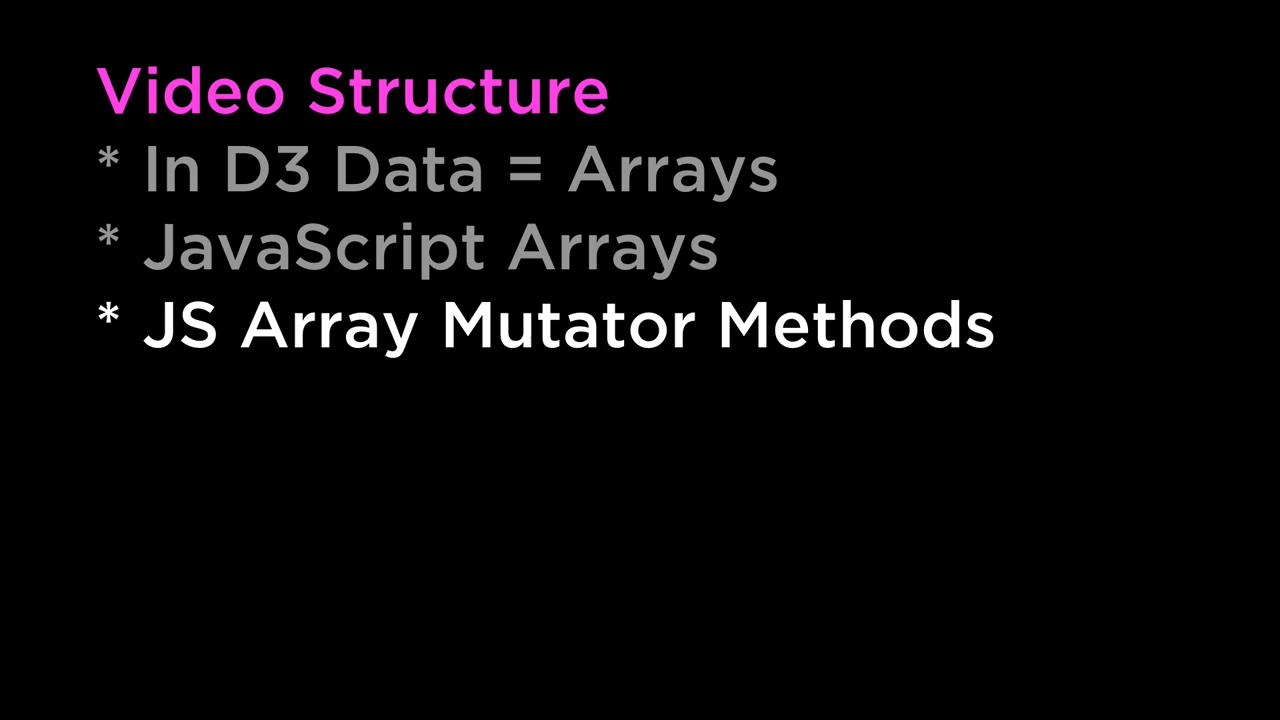 Video Structure
* In D3 Data = Arrays
* JavaScript Arrays
* JS Array Mutator Methods